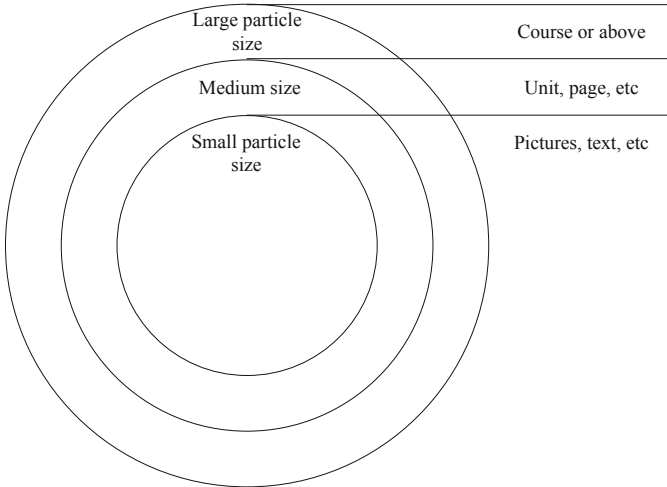 Large particle
size
Course or above
Medium size
Unit, page, etc
Small particle
size
Pictures, text, etc